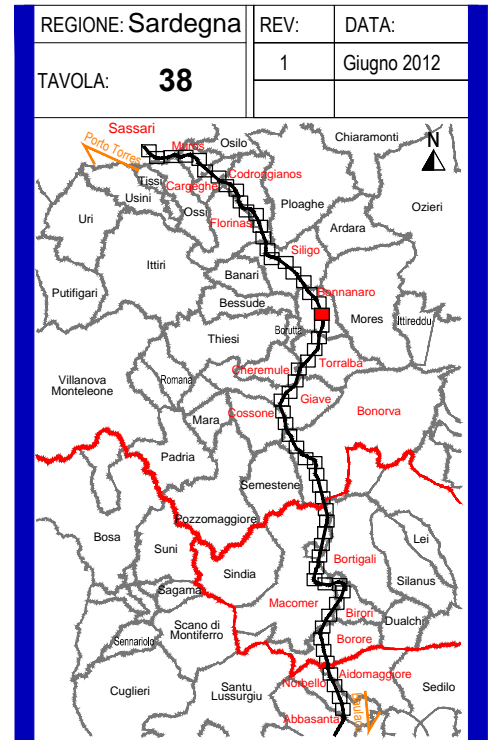 REGIONE: Sardegna
REV:
DATA:
TAVOLA: 38
1
Giugno 2012
Sassari
Porto Torres
Muros
Osilo
Chiaramonti
N
Tissi
Cargeghe
Codrongianos
Usini
Ossi
Ploaghe
Ozieri
Uri
Florinas
Ardara
Siligo
Ittiri
Banari
Bonnanaro
Putifigari
Bessude
Mores
Ittireddu
Thiesi
Borutta
Torralba
Cheremule
Villanova
Monteleone
Romana
Giave
Cossone
Bonorva
Mara
Padria
Semestene
Pozzomaggiore
Bosa
Suni
Lei
Bortigali
Sindia
Silanus
Sagama
Macomer
Birori
Dualchi
Scano di
Montiferro
Sennariolo
Borore
Aidomaggiore
Norbello
Cuglieri
Santu
Lussurgiu
Sedilo
Abbasanta